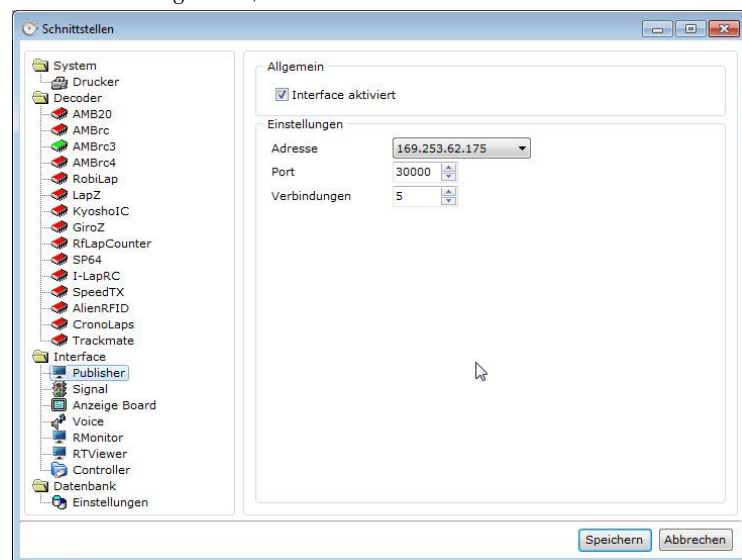 Schnittstellen
System
Drucker
Decoder
AMB20
AMBrc
AMBrc3
AMBrc4
RobiLap
LapZ
KyoshoIC
GiroZ
RfLapCounter
SP64
I-LapRC
SpeedTX
AlienRFID
CronoLaps
Trackmate
Interface
Publisher
Signal
Anzeige Board
Voice
RMonitor
RTViewer
Controller
Datenbank
Einstellungen
Allgemein
Interface aktiviert
Einstellungen
Adresse 169.253.62.175
Port 30000
Verbindungen 5
Speichern Abbrechen